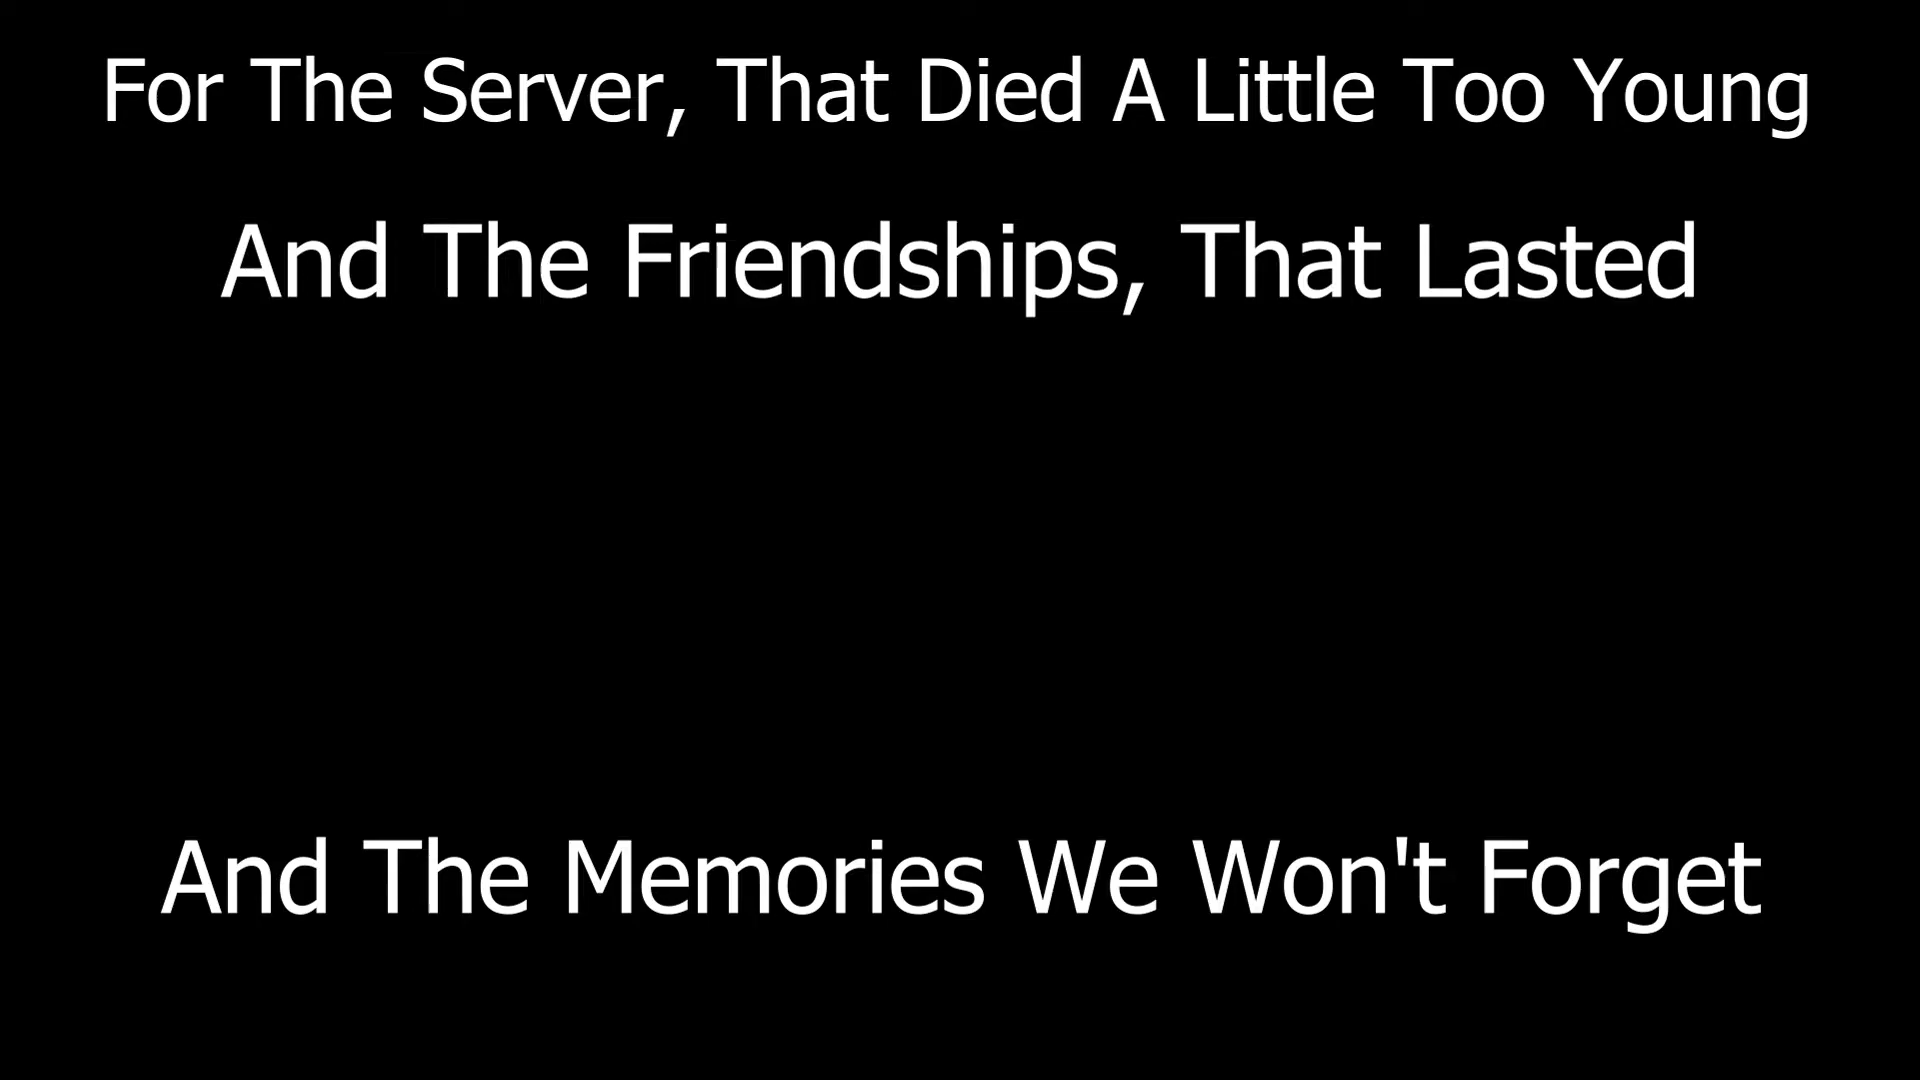 For The Server, That Died A Little Too Young
And The Friendships, That Lasted
And The Memories We Won't Forget